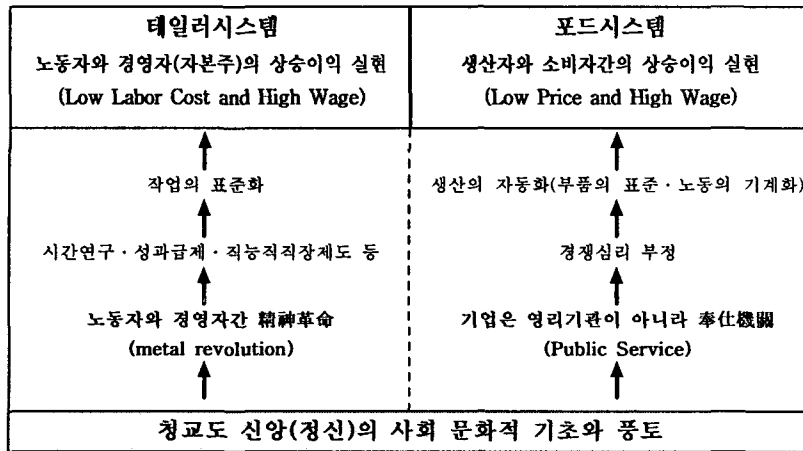 테일러시스템
노동자와 경영자(자본주)의 상승이익 실현
(Low Labor Cost and High Wage)
작업의 표준화
시간연구·성과급제·직능직직장제도 등
노동자와 경영자간 精神革命
(metal revolution)
포드시스템
생산자와 소비자간의 상승이익 실현
(Low Price and High Wage)
생산의 자동화(부품의 표준·노동의 기계화)
경쟁심리 부정
기업은 영리기관이 아니라 奉仕機關
(Public Service)
청교도 신앙(정신)의 사회 문화적 기초와 풍토